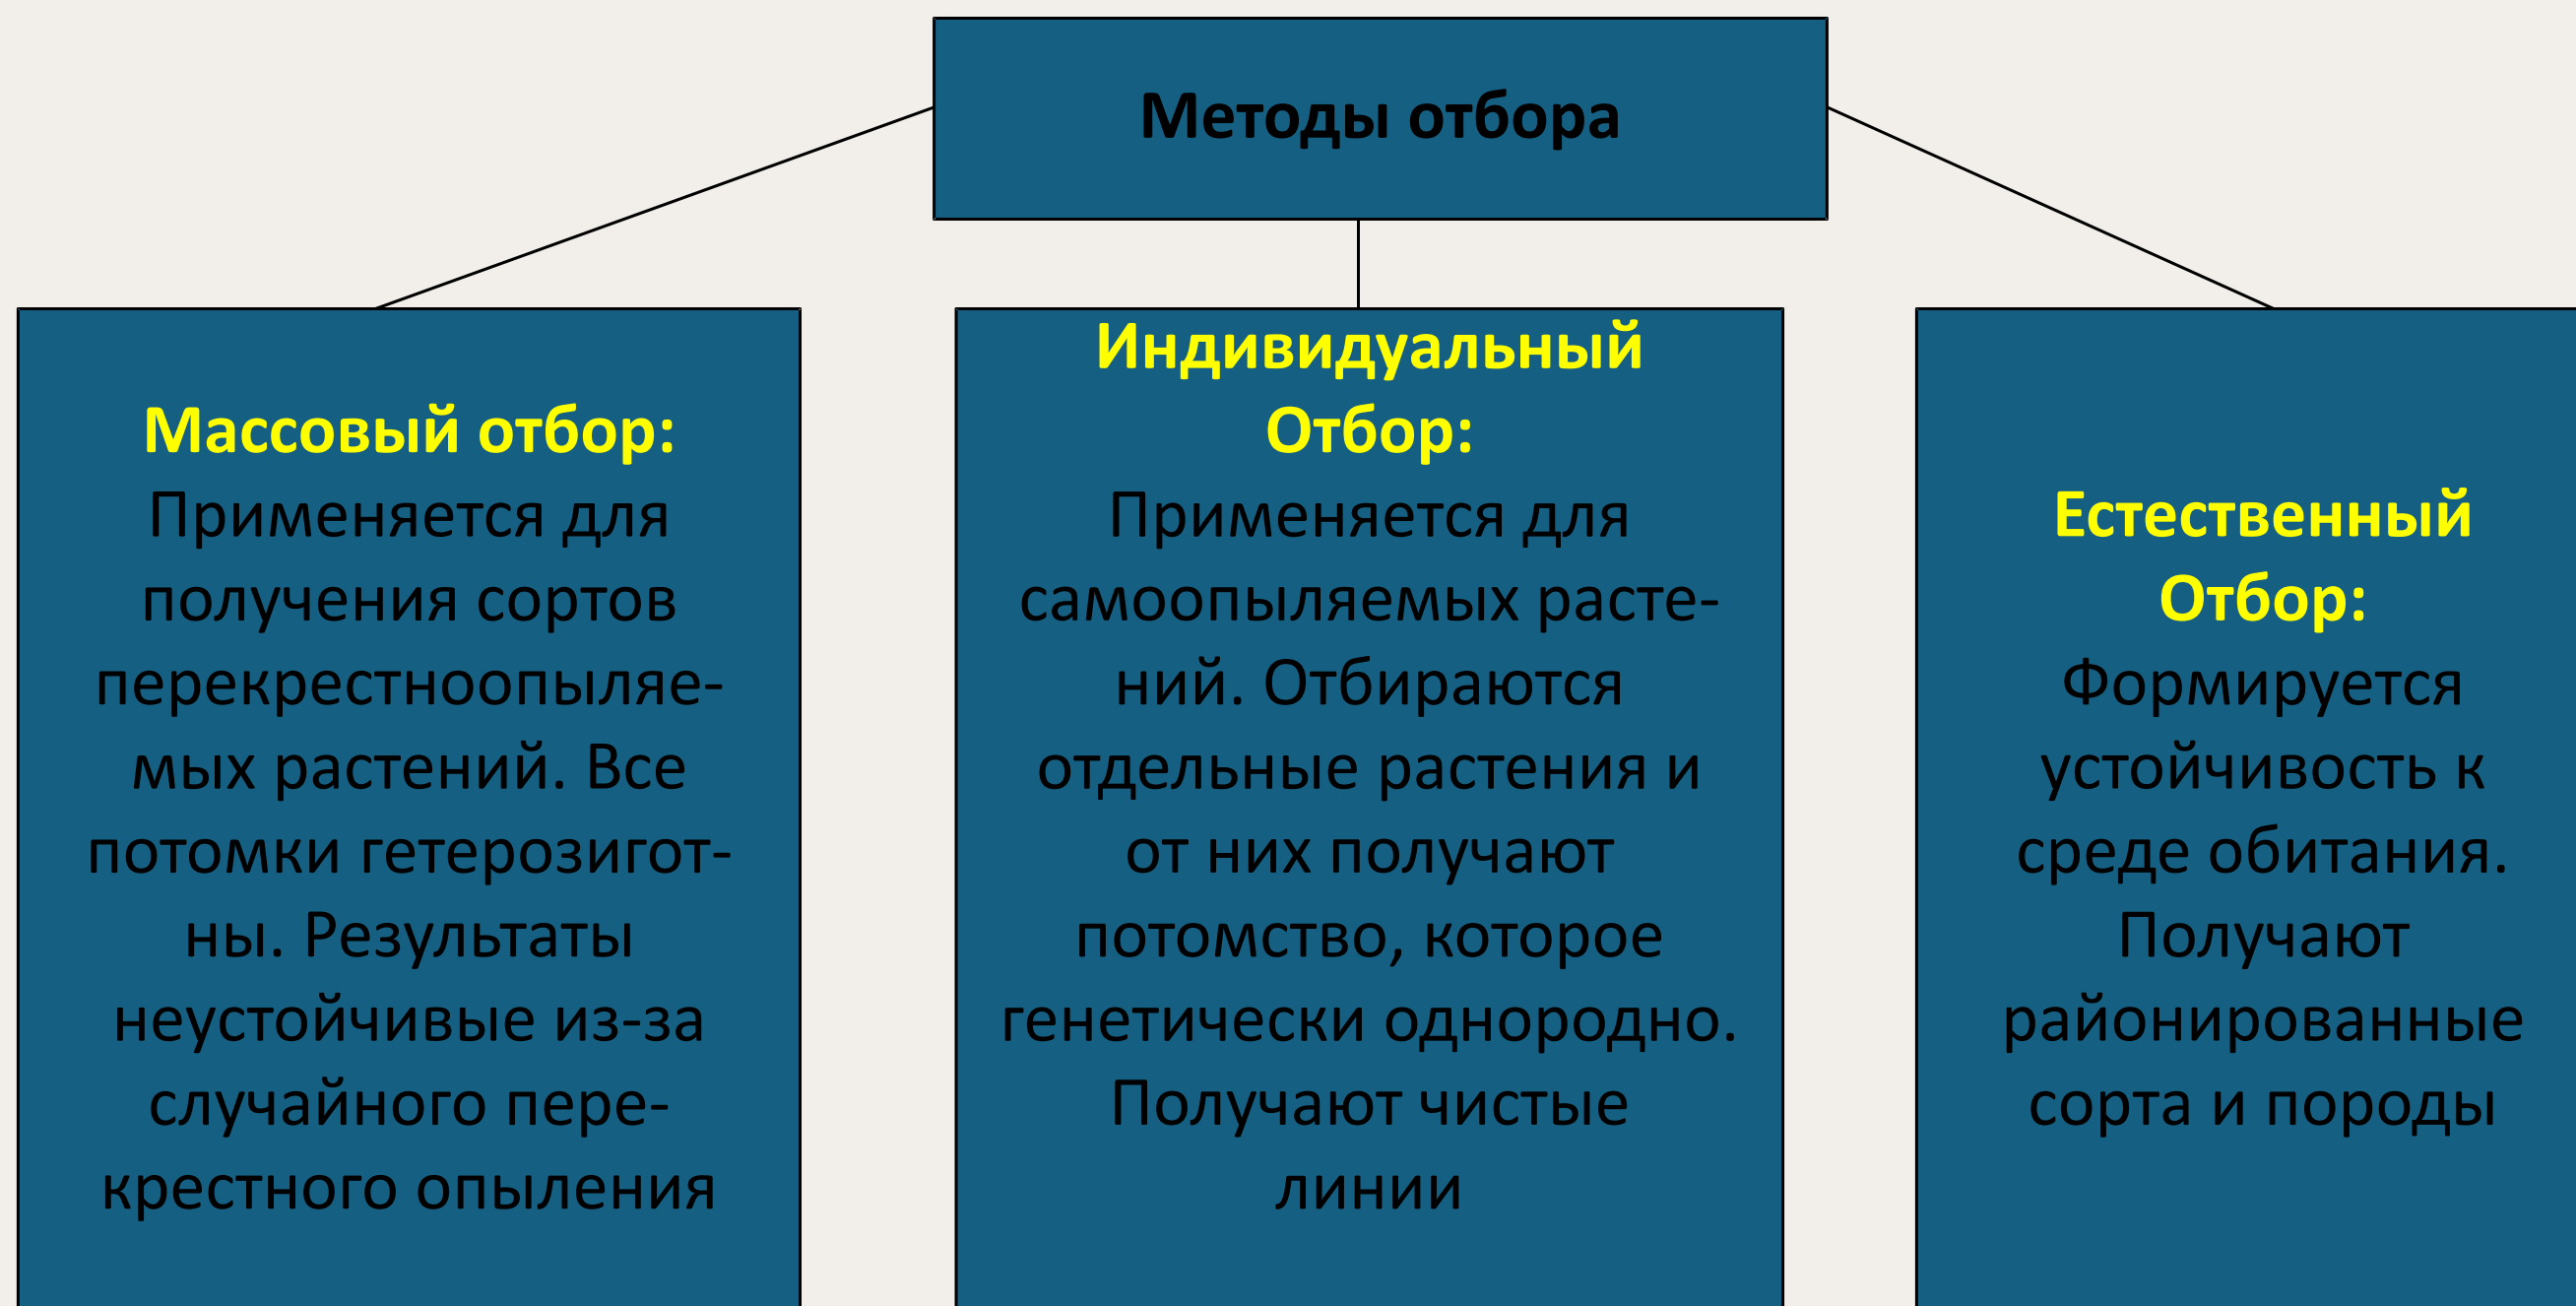 Методы отбора
Массовый отбор:
Применяется для
получения сортов
перекрестноопыляе-
мых растений. Все
потомки гетерозигот-
ны. Результаты
неустойчивые из-за
случайного пере-
крестного опыления
Индивидуальный
Отбор:
Применяется для
самоопыляемых расте-
ний. Отбираются
отдельные растения и
от них получают
потомство, которое
генетически однородно.
Получают чистые
линии
Естественный
Отбор:
Формируется
устойчивость к
среде обитания.
Получают
районированные
сорта и породы